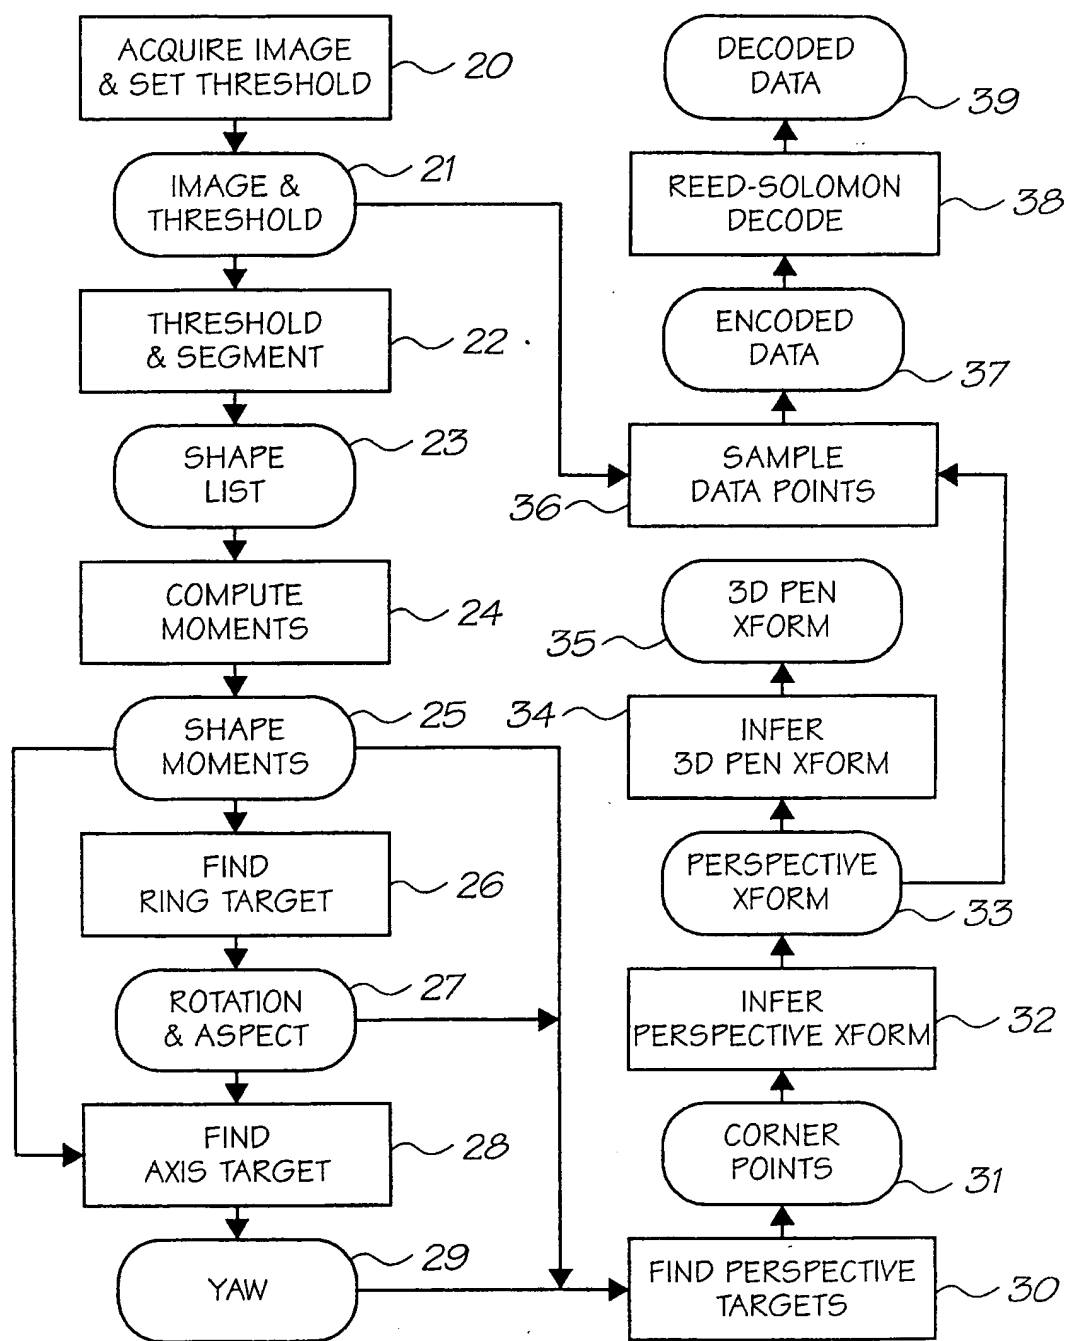 ACQUIRE IMAGE
& SET THRESHOLD
20
IMAGE &
THRESHOLD
21
THRESHOLD
& SEGMENT
22
SHAPE
LIST
23
COMPUTE
MOMENTS
24
SHAPE
MOMENTS
25
FIND
RING TARGET
26
ROTATION
& ASPECT
27
FIND
AXIS TARGET
28
YAW
29
DECODED
DATA
39
REED-SOLOMON
DECODE
38
ENCODED
DATA
37
SAMPLE
DATA POINTS
36
3D PEN
XFORM
35
INFER
3D PEN XFORM
34
PERSPECTIVE
XFORM
33
INFER
PERSPECTIVE XFORM
32
CORNER
POINTS
31
FIND PERSPECTIVE
TARGETS
30